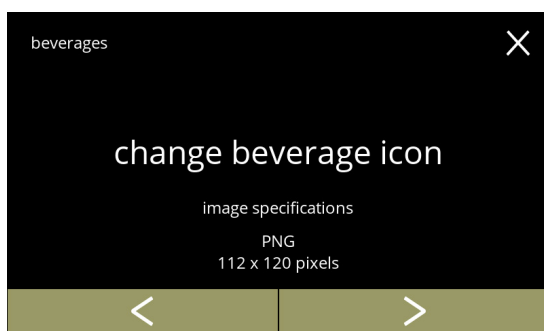 beverages
change beverage icon
image specifications
PNG
112 x 120 pixels